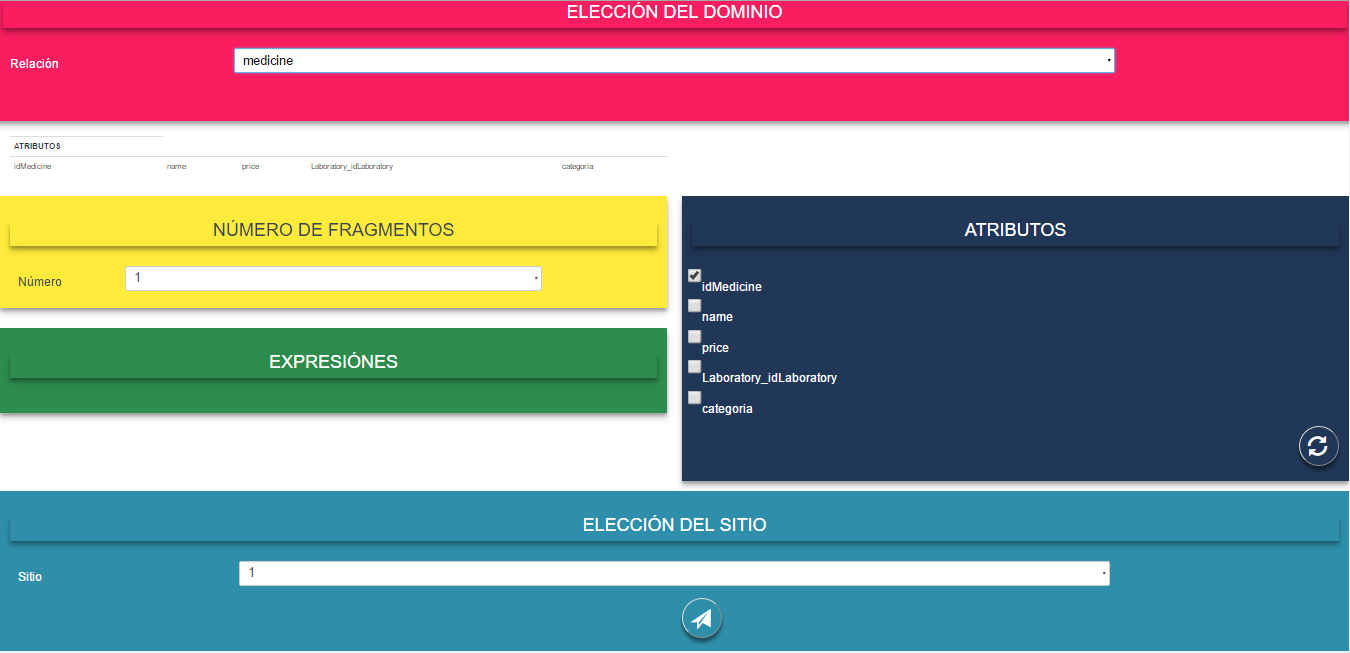 ELECCIÓN DEL DOMINIO
Relación medicine
ATRIBUTOS
idMedicine name price Laboratory_idLaboratory categoria
NÚMERO DE FRAGMENTOS
Número 1
EXPRESIÓNES
ATRIBUTOS
idMedicine
name
price
Laboratory_idLaboratory
categoria
ELECCIÓN DEL SITIO
Sitio 1